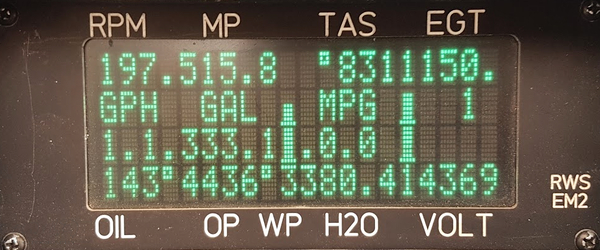 RPM MP TAS EGT
197.515.8 "8311150.
GPH GAL MPG 1
1.1.333.1 .0.0
143"4436"3380.414369
RWS
EM2
OIL OP WP H2O VOLT